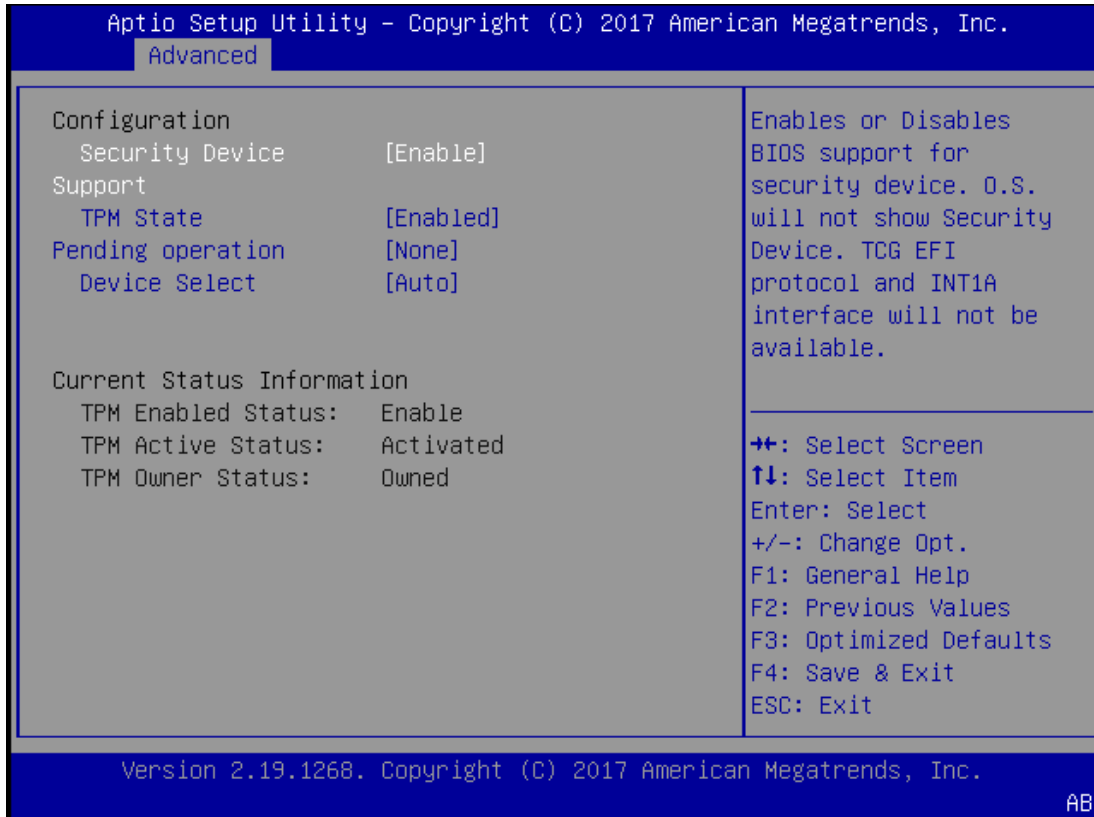 Aptio Setup Utility – Copyright (C) 2017 American Megatrends, Inc.
Advanced
Configuration
Security Device [Enable]
Support
TPM State [Enabled]
Pending operation [None]
Device Select [Auto]
Current Status Information
TPM Enabled Status: Enable
TPM Active Status: Activated
TPM Owner Status: Owned
Enables or Disables
BIOS support for
security device. O.S.
will not show Security
Device. TCG EFI
protocol and INT1A
interface will not be
available.
→←: Select Screen
↑↓: Select Item
Enter: Select
+/-: Change Opt.
F1: General Help
F2: Previous Values
F3: Optimized Defaults
F4: Save & Exit
ESC: Exit
Version 2.19.1268. Copyright (C) 2017 American Megatrends, Inc.
AB